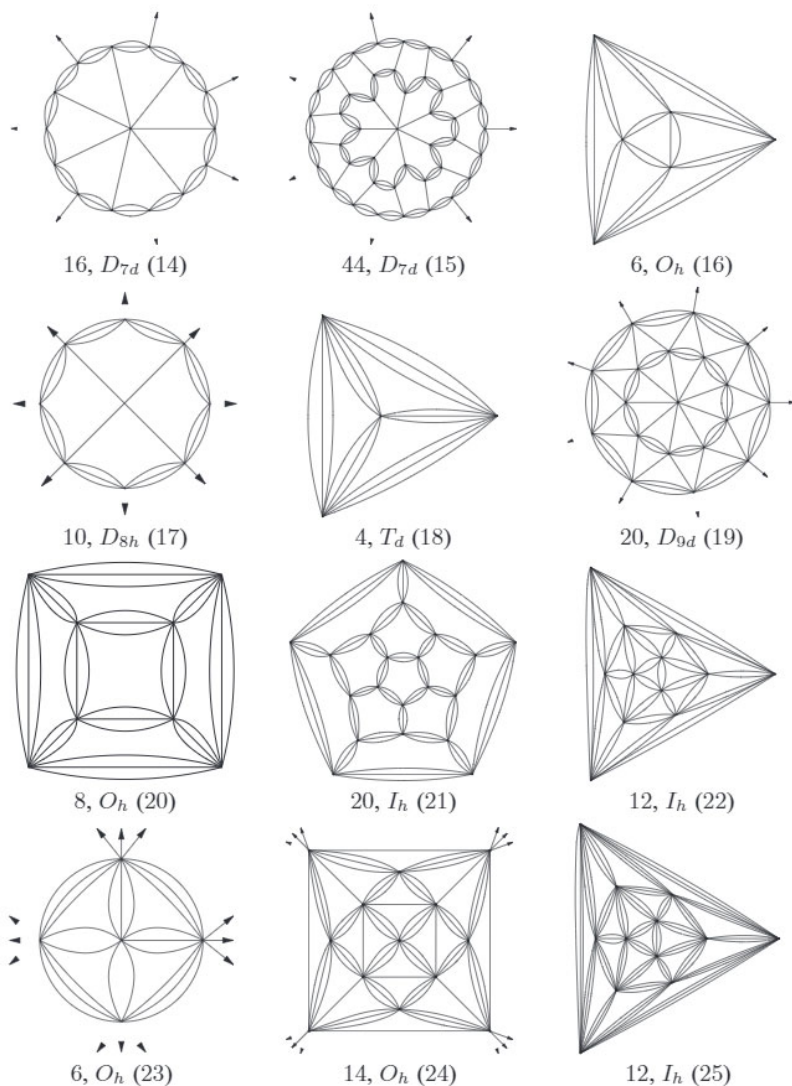 16, D₇d (14) 44, D₇d (15) 6, Oₕ (16)
10, D₈ₕ (17) 4, T_d (18) 20, D₉d (19)
8, Oₕ (20) 20, Iₕ (21) 12, Iₕ (22)
6, Oₕ (23) 14, Oₕ (24) 12, Iₕ (25)